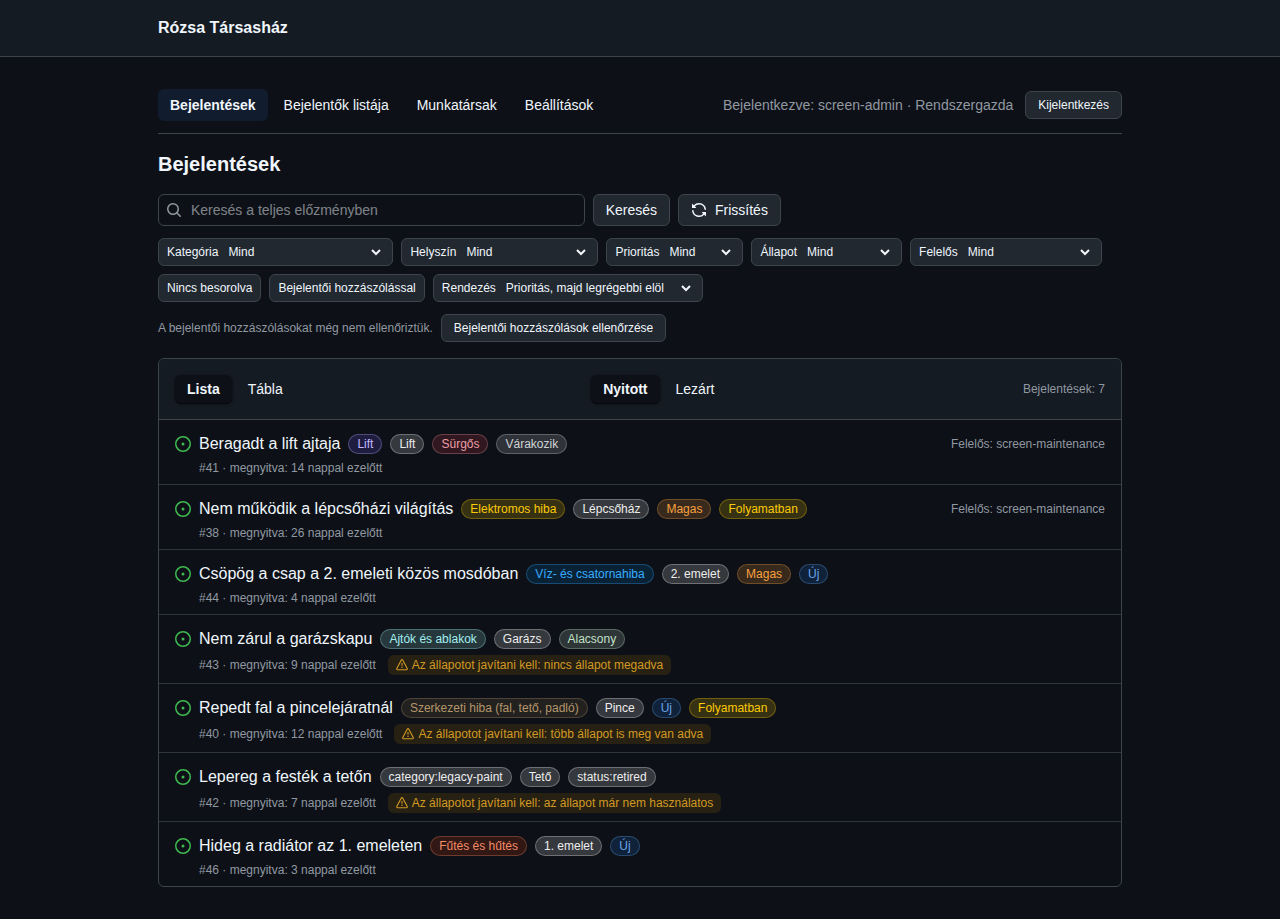 Rózsa Társasház
Bejelentések Bejelentők listája Munkatársak Beállítások Bejelentkezve: screen-admin · Rendszergazda Kijelentkezés
Bejelentések
Keresés a teljes előzményben Keresés Frissítés
Kategória Mind Helyszín Mind Prioritás Mind Állapot Mind Felelős Mind
Nincs besorolva Bejelentői hozzászólással Rendezés Prioritás, majd legrégebbi elöl
A bejelentői hozzászólásokat még nem ellenőriztük. Bejelentői hozzászólások ellenőrzése
Lista Tábla Nyitott Lezárt Bejelentések: 7
Beragadt a lift ajtaja Lift Lift Sürgős Várakozik Felelős: screen-maintenance
#41 · megnyitva: 14 nappal ezelőtt
Nem működik a lépcsőházi világítás Elektromos hiba Lépcsőház Magas Folyamatban Felelős: screen-maintenance
#38 · megnyitva: 26 nappal ezelőtt
Csöpög a csap a 2. emeleti közös mosdóban Víz- és csatornahiba 2. emelet Magas Új
#44 · megnyitva: 4 nappal ezelőtt
Nem zárul a garázskapu Ajtók és ablakok Garázs Alacsony
#43 · megnyitva: 9 nappal ezelőtt Az állapotot javítani kell: nincs állapot megadva
Repedt fal a pincelejáratnál Szerkezeti hiba (fal, tető, padló) Pince Új Folyamatban
#40 · megnyitva: 12 nappal ezelőtt Az állapotot javítani kell: több állapot is meg van adva
Lepereg a festék a tetőn category:legacy-paint Tető status:retired
#42 · megnyitva: 7 nappal ezelőtt Az állapotot javítani kell: az állapot már nem használatos
Hideg a radiátor az 1. emeleten Fűtés és hűtés 1. emelet Új
#46 · megnyitva: 3 nappal ezelőtt